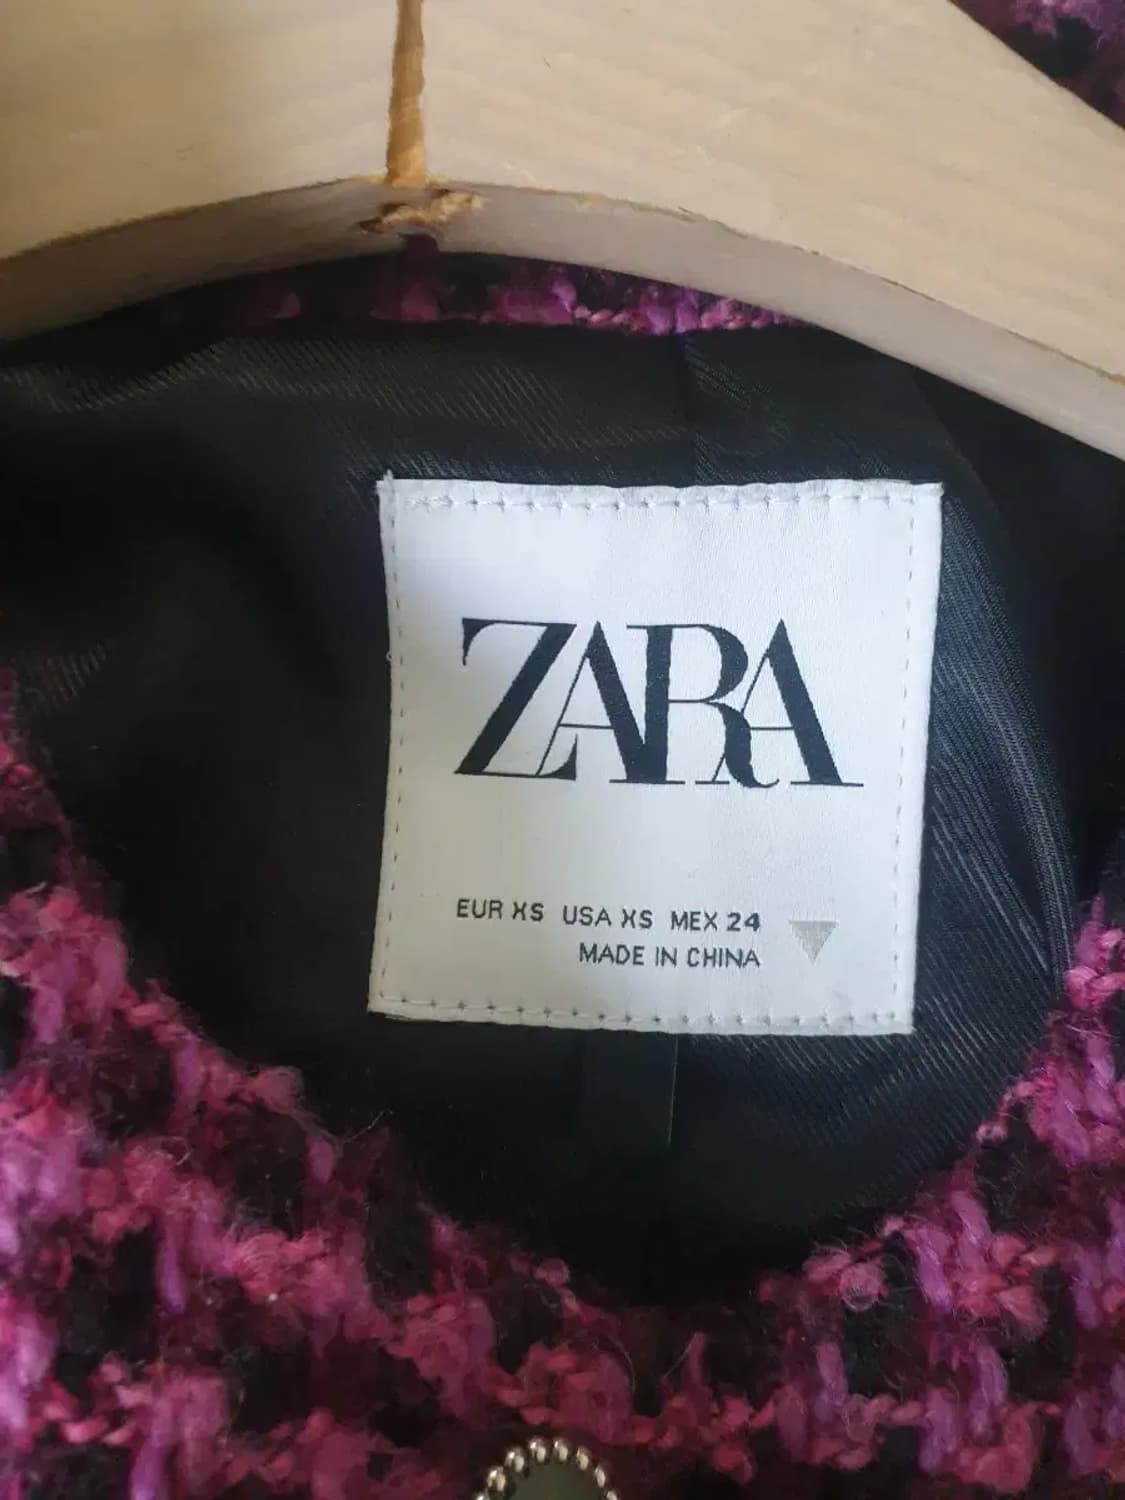 ZARA
EUR XS USA XS MEX 24
MADE IN CHINA